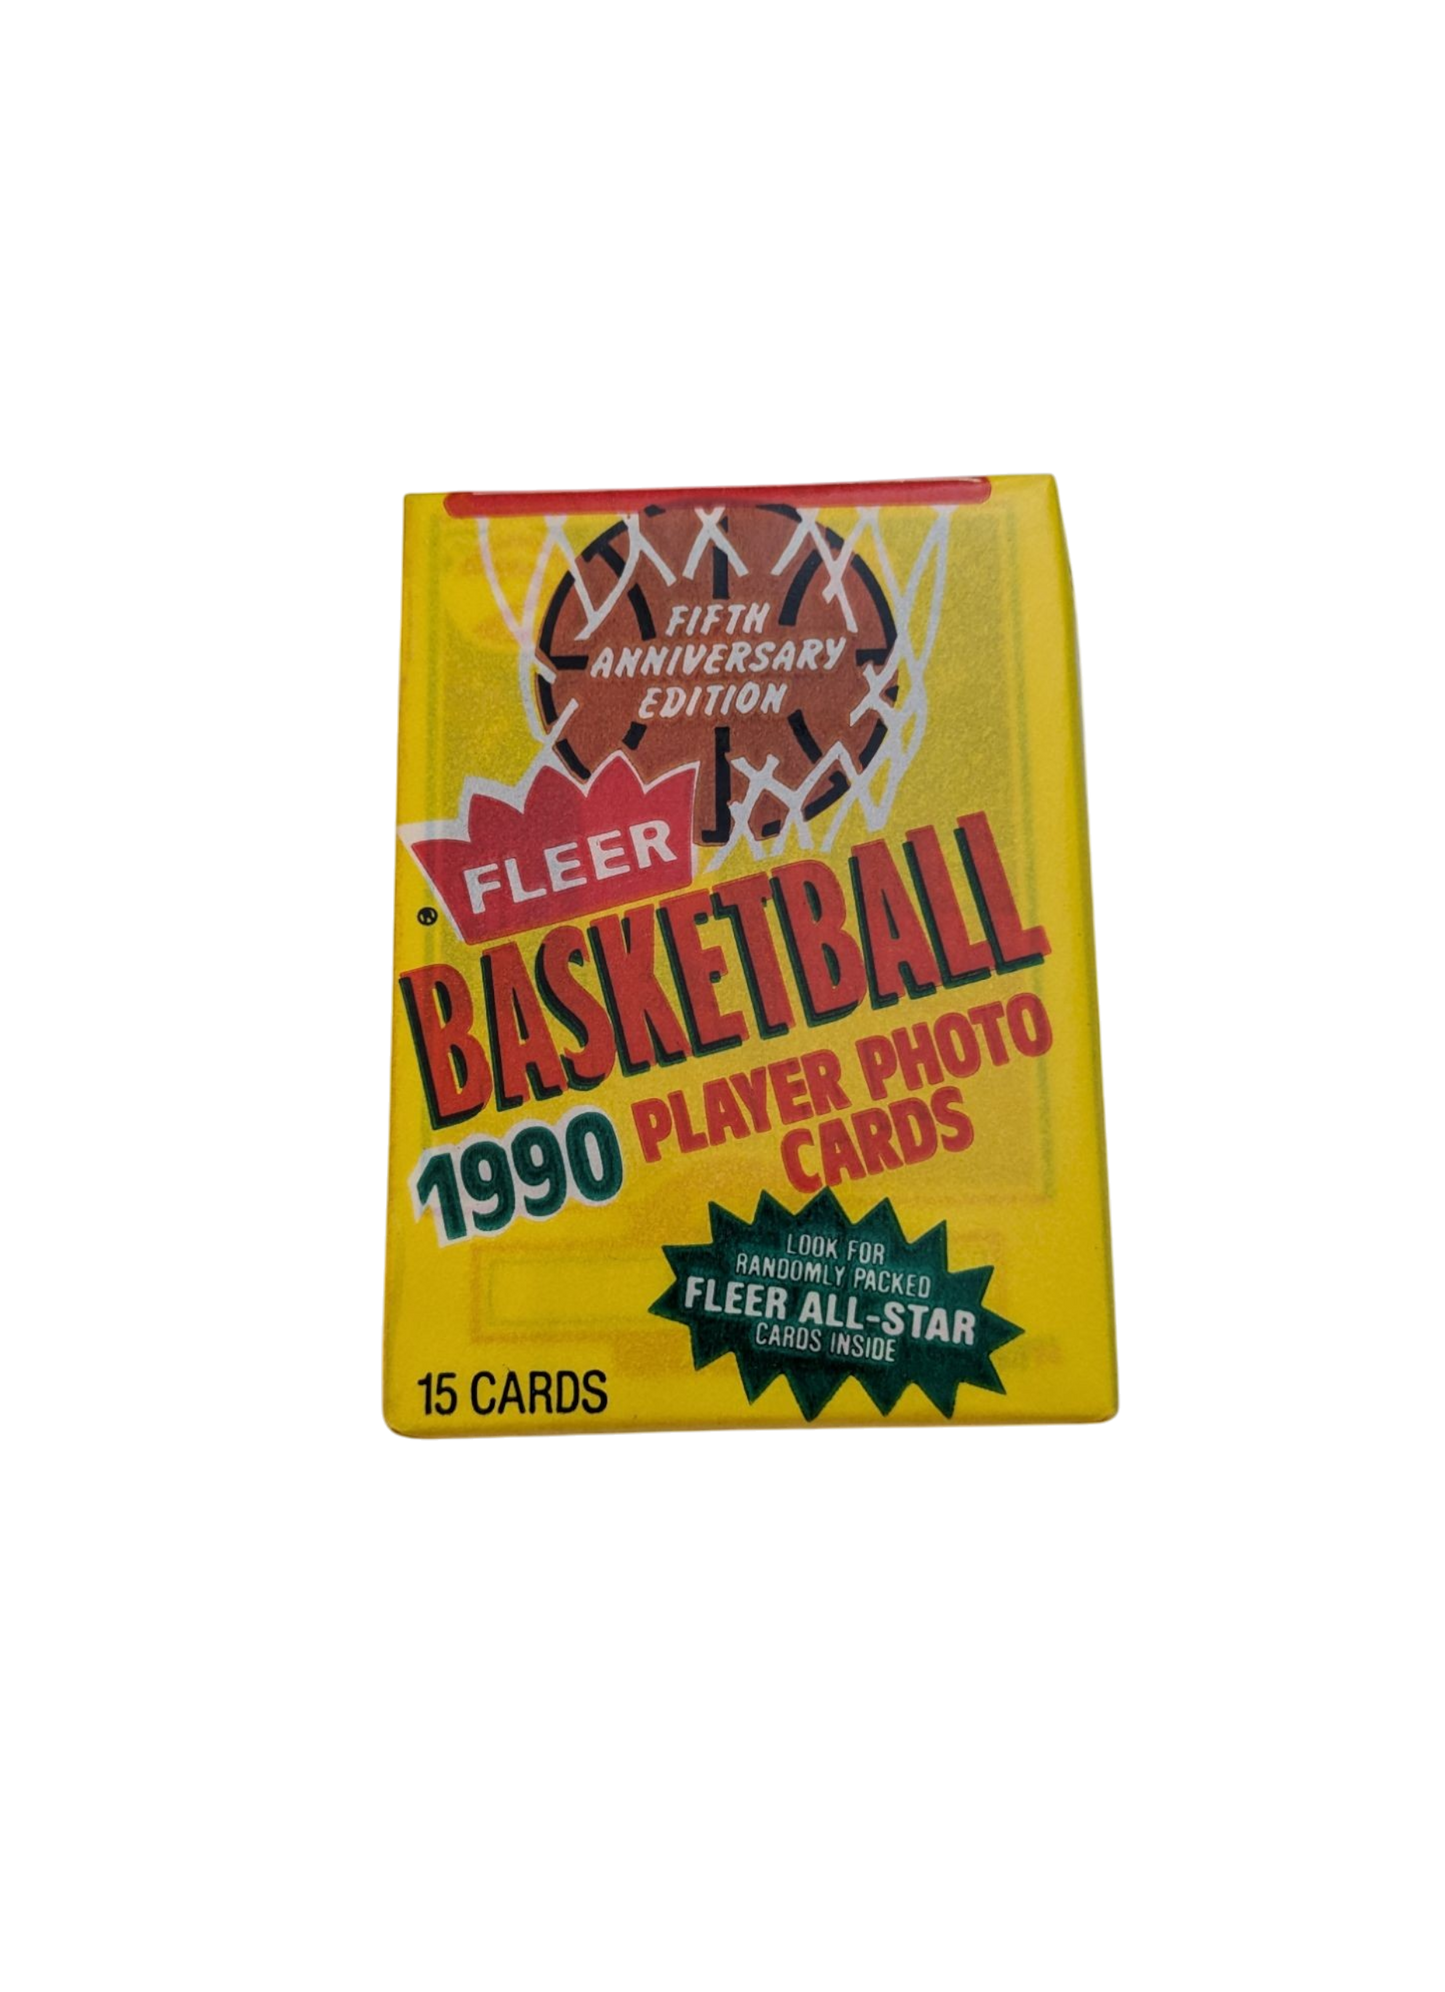 FIFTH
ANNIVERSARY
EDITION
FLEER
®
BASKETBALL
1990 PLAYER PHOTO
CARDS
LOOK FOR
RANDOMLY PACKED
FLEER ALL-STAR
CARDS INSIDE
15 CARDS